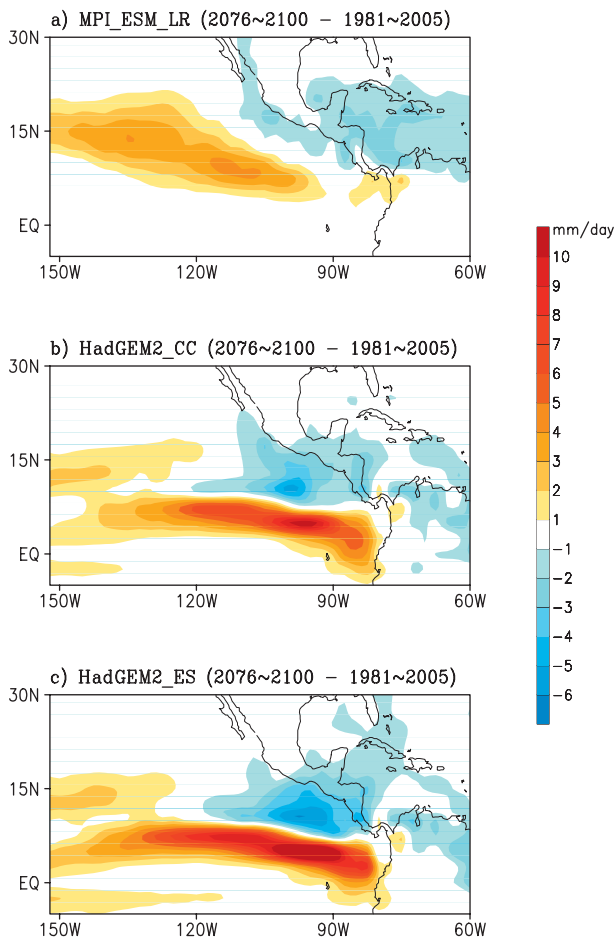 a) MPI_ESM_LR (2076~2100 - 1981~2005)
30N
15N
EQ
150W 120W 90W 60W
b) HadGEM2_CC (2076~2100 - 1981~2005)
30N
15N
EQ
150W 120W 90W 60W
c) HadGEM2_ES (2076~2100 - 1981~2005)
30N
15N
EQ
150W 120W 90W 60W
mm/day
10
9
8
7
6
5
4
3
2
1
-1
-2
-3
-4
-5
-6